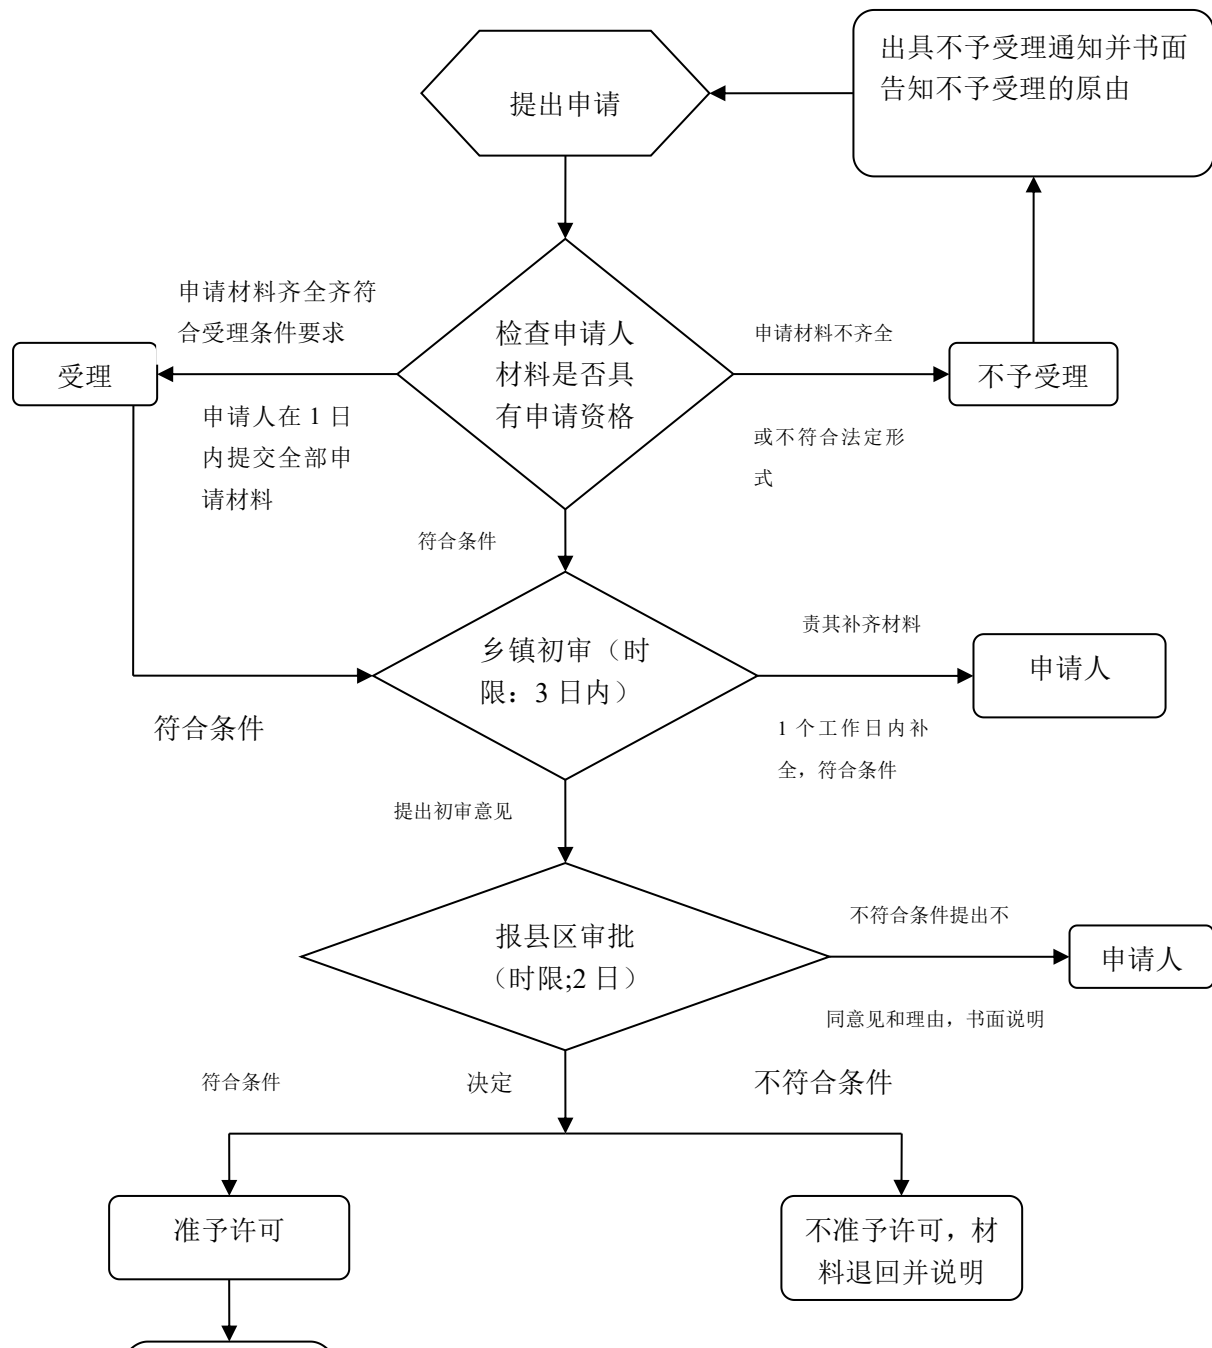 出具不予受理通知并书面
告知不予受理的原由
提出申请
申请材料齐全齐符
合受理条件要求
检查申请人
材料是否具
有申请资格
申请材料不齐全
受理
不予受理
申请人在 1 日
内提交全部申
请材料
或不符合法定形
式
符合条件
乡镇初审（时
限：3 日内）
责其补齐材料
申请人
符合条件
1 个工作日内补
全，符合条件
提出初审意见
报县区审批
（时限;2 日）
不符合条件提出不
申请人
同意见和理由，书面说明
符合条件
决定
不符合条件
准予许可
不准予许可，材
料退回并说明